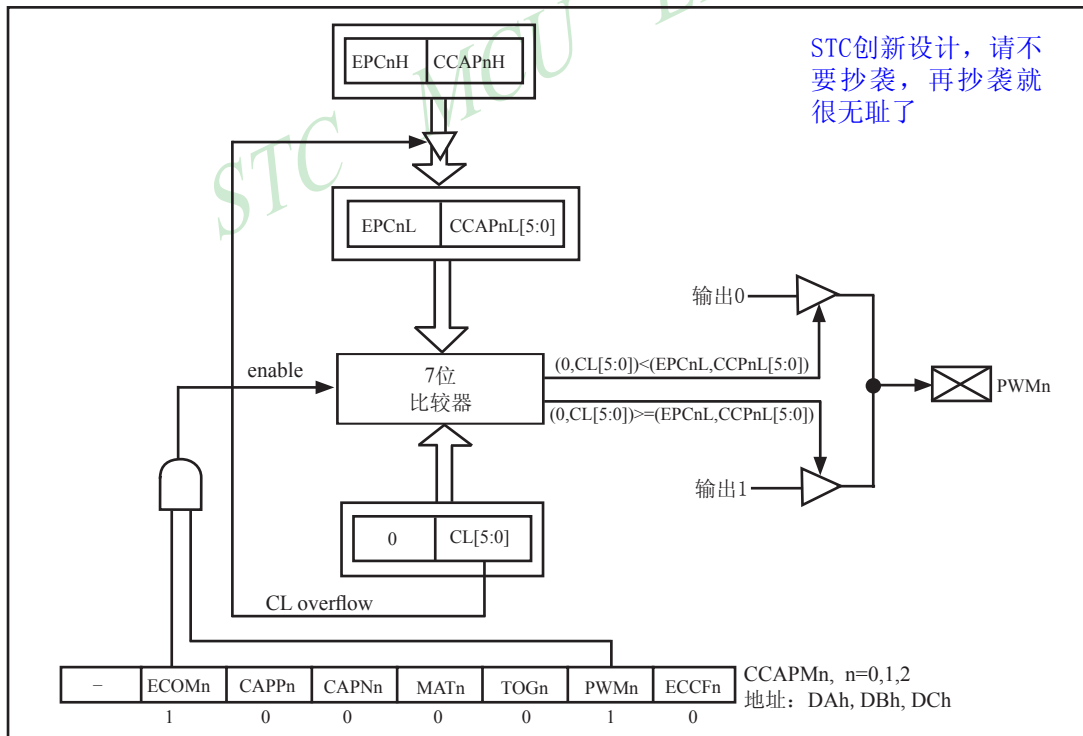 STC MCU
EPCnH CCAPnH
STC创新设计，请不
要抄袭，再抄袭就
很无耻了
EPCnL CCAPnL[5:0]
输出0
enable
7位
比较器
(0,CL[5:0])<(EPCnL,CCPnL[5:0])
(0,CL[5:0])>=(EPCnL,CCPnL[5:0])
PWMn
输出1
0 CL[5:0]
CL overflow
– ECOMn CAPPn CAPNn MATn TOGn PWMn ECCFn
CCAPMn, n=0,1,2
地址：DAh, DBh, DCh
1 0 0 0 0 1 0